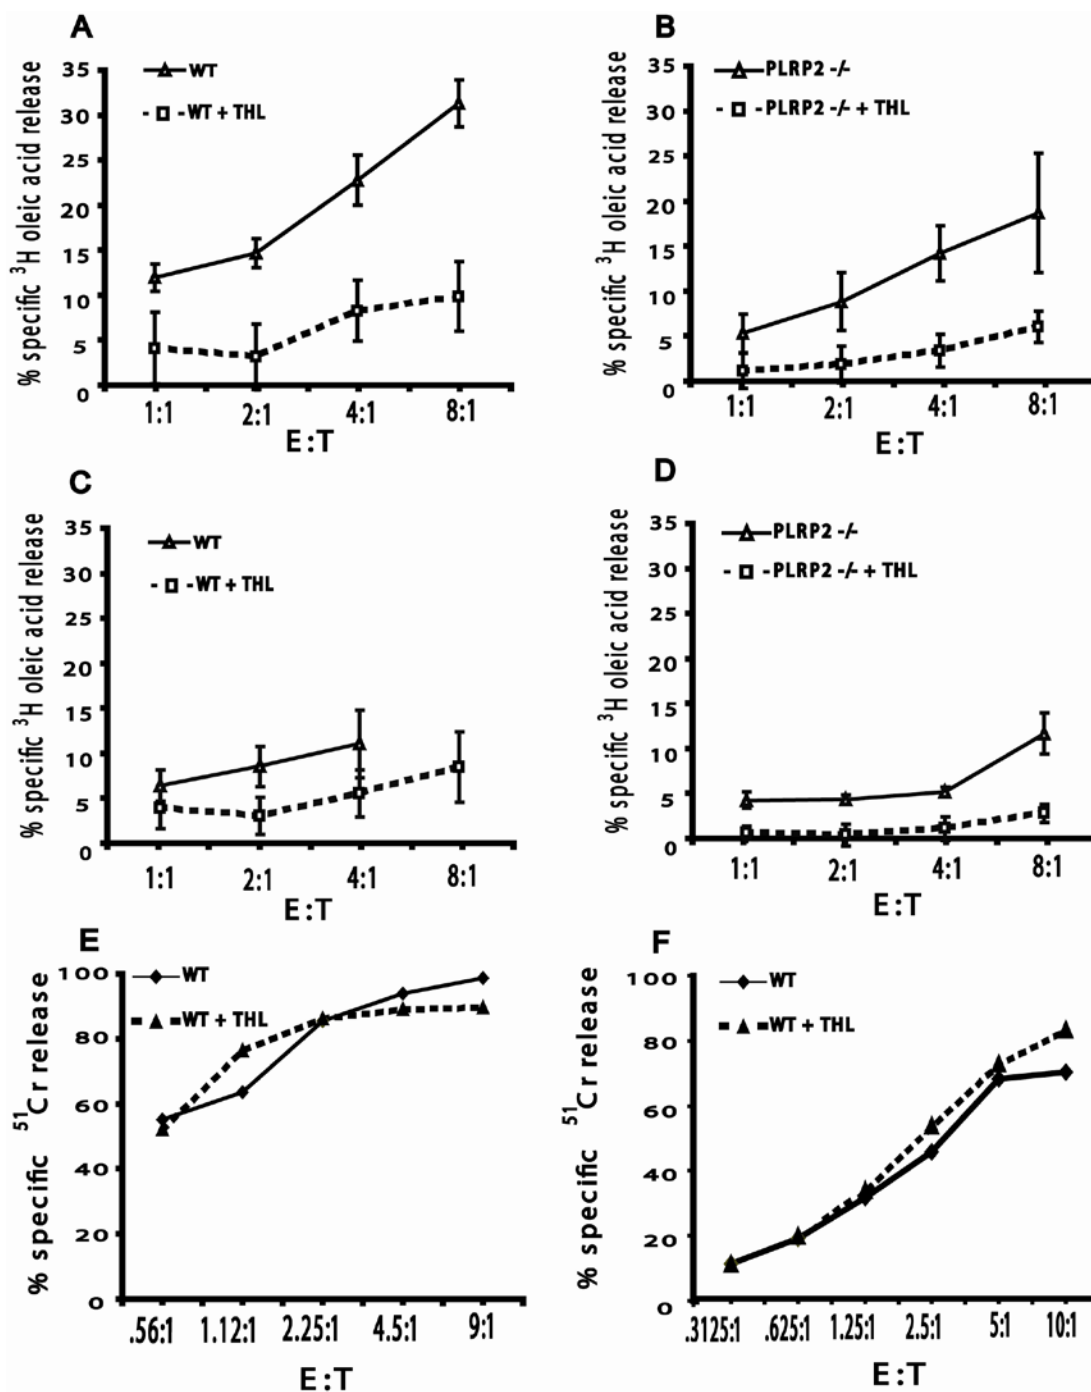 A
% specific ³H oleic acid release
35
30
25
20
15
10
5
0
WT
WT + THL
1:1 2:1 4:1 8:1
E:T
B
% specific ³H oleic acid release
35
30
25
20
15
10
5
0
PLRP2 -/-
PLRP2 -/- + THL
1:1 2:1 4:1 8:1
E:T
C
% specific ³H oleic acid release
35
30
25
20
15
10
5
0
WT
WT + THL
1:1 2:1 4:1 8:1
E:T
D
% specific ³H oleic acid release
35
30
25
20
15
10
5
0
PLRP2 -/-
PLRP2 -/- + THL
1:1 2:1 4:1 8:1
E:T
E
% specific ⁵¹Cr release
100
80
60
40
20
0
WT
WT + THL
.56:1 1.12:1 2.25:1 4.5:1 9:1
E:T
F
% specific ⁵¹Cr release
100
80
60
40
20
0
WT
WT + THL
.3125:1 .625:1 1.25:1 2.5:1 5:1 10:1
E:T